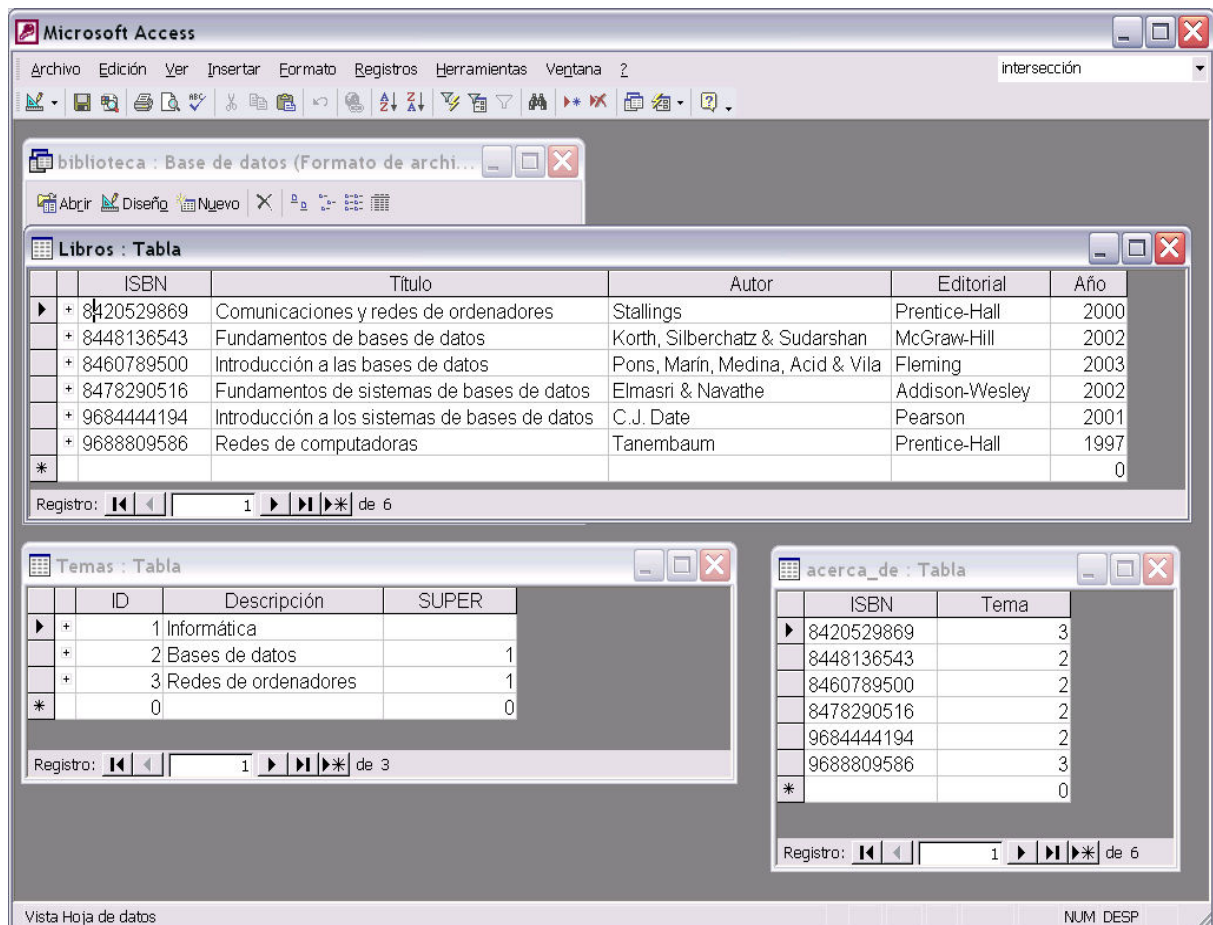 Microsoft Access
Archivo Edición Ver Insertar Formato Registros Herramientas Ventana ? intersección
biblioteca : Base de datos (Formato de archi...
Abrir Diseño Nuevo
Libros : Tabla
ISBN Título Autor Editorial Año
8420529869 Comunicaciones y redes de ordenadores Stallings Prentice-Hall 2000
8448136543 Fundamentos de bases de datos Korth, Silberchatz & Sudarshan McGraw-Hill 2002
8460789500 Introducción a las bases de datos Pons, Marín, Medina, Acid & Vila Fleming 2003
8478290516 Fundamentos de sistemas de bases de datos Elmasri & Navathe Addison-Wesley 2002
9684444194 Introducción a los sistemas de bases de datos C.J. Date Pearson 2001
9688809586 Redes de computadoras Tanembaum Prentice-Hall 1997
0
Registro: 1 de 6
Temas : Tabla
ID Descripción SUPER
1 Informática
2 Bases de datos 1
3 Redes de ordenadores 1
0 0
Registro: 1 de 3
acerca_de : Tabla
ISBN Tema
8420529869 3
8448136543 2
8460789500 2
8478290516 2
9684444194 2
9688809586 3
0
Registro: 1 de 6
Vista Hoja de datos NUM DESP